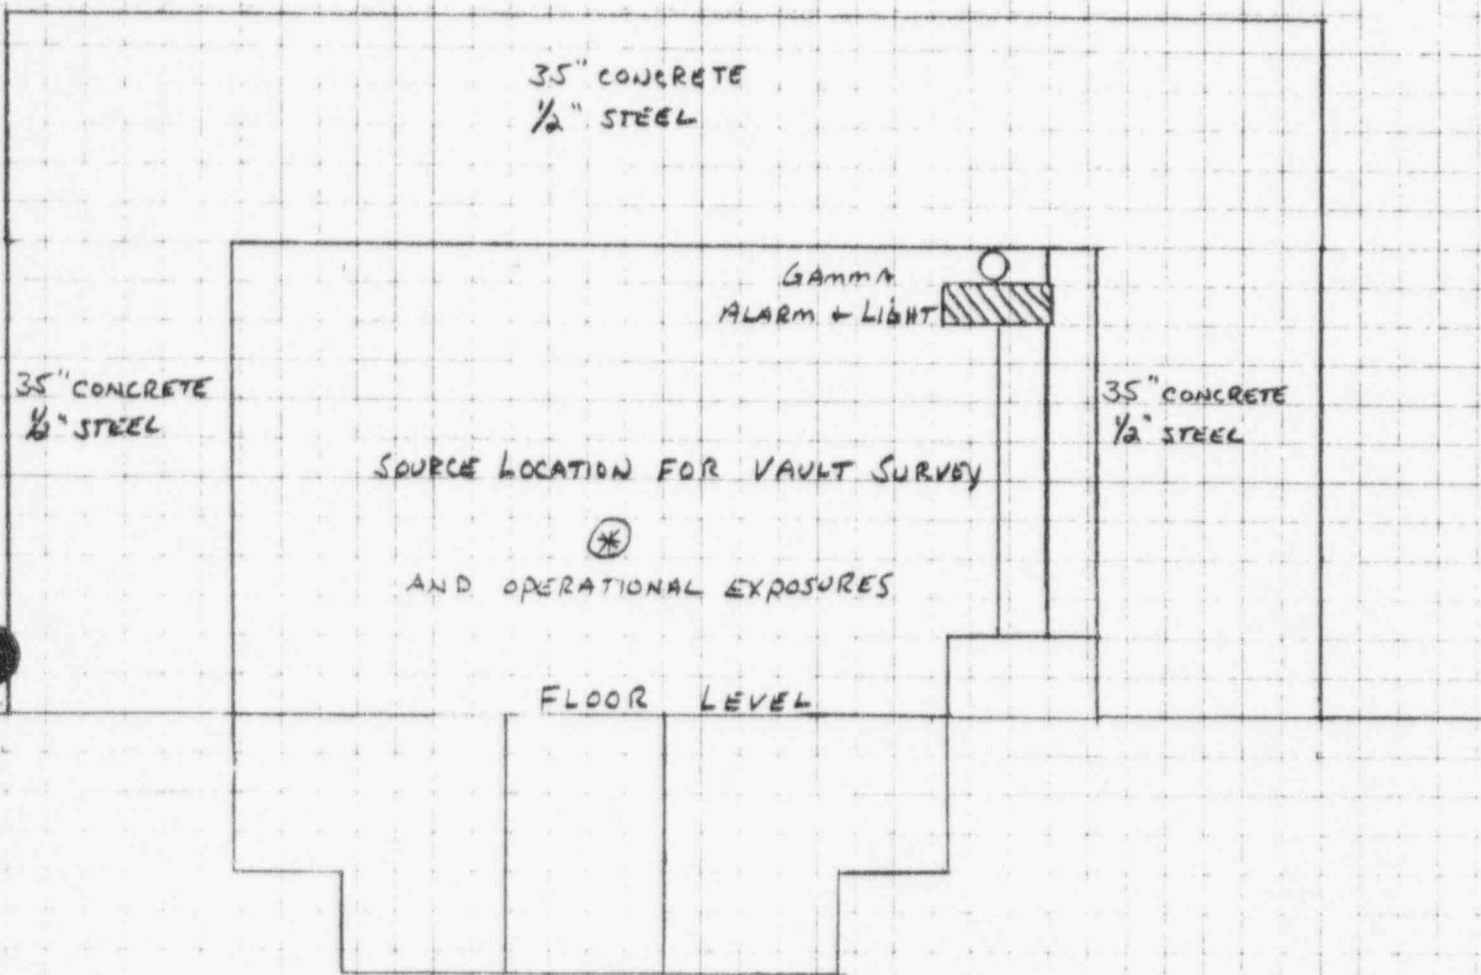 35" CONCRETE
1/2" STEEL
GAMMA
ALARM + LIGHT
35" CONCRETE
1/2" STEEL
35" CONCRETE
1/2" STEEL
SOURCE LOCATION FOR VAULT SURVEY
*
AND OPERATIONAL EXPOSURES
FLOOR LEVEL